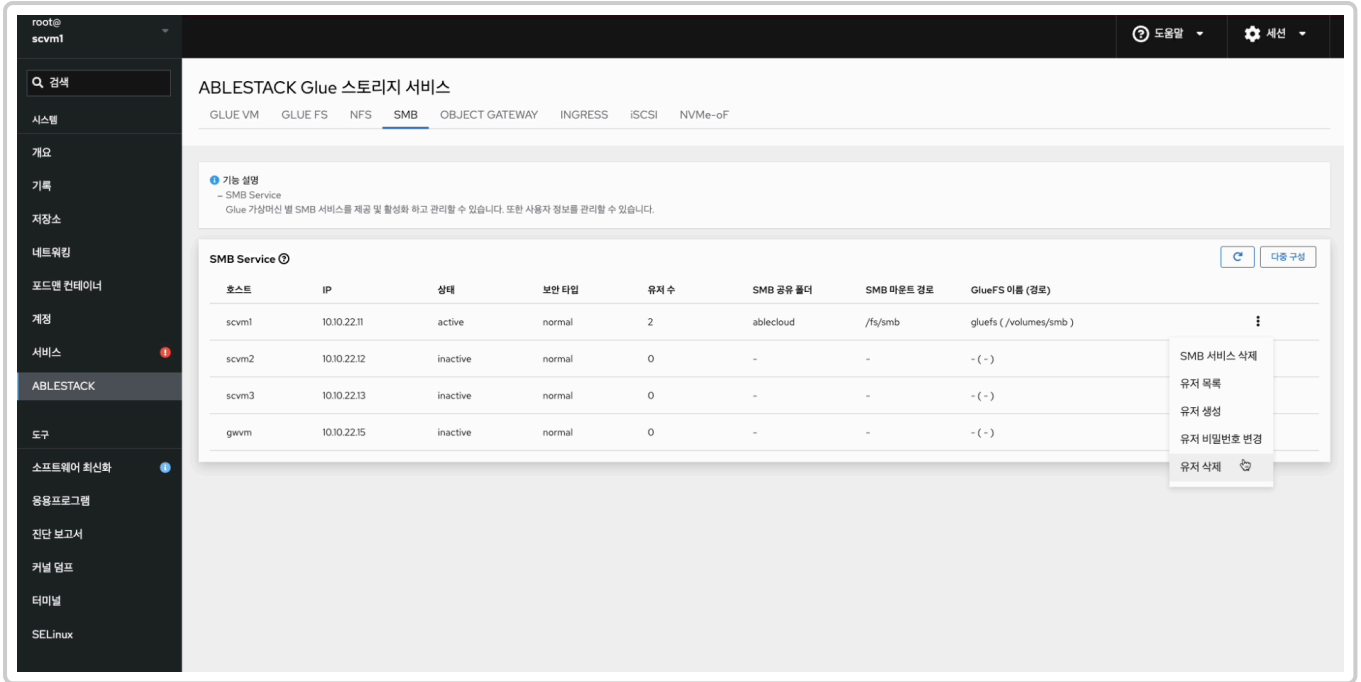 root@
scvm1
도움말
세션
검색
시스템
개요
기록
저장소
네트워킹
포드맨 컨테이너
계정
서비스
ABLESTACK
도구
소프트웨어 최신화
응용프로그램
진단 보고서
커널 덤프
터미널
SELinux
ABLESTACK Glue 스토리지 서비스
GLUE VM GLUE FS NFS SMB OBJECT GATEWAY INGRESS iSCSI NVMe-oF
기능 설명
– SMB Service
Glue 가상머신 별 SMB 서비스를 제공 및 활성화 하고 관리할 수 있습니다. 또한 사용자 정보를 관리할 수 있습니다.
SMB Service
다중 구성
호스트 IP 상태 보안 타입 유저 수 SMB 공유 폴더 SMB 마운트 경로 GlueFS 이름 (경로)
scvm1 10.10.22.11 active normal 2 ablecloud /fs/smb gluefs ( /volumes/smb )
scvm2 10.10.22.12 inactive normal 0 - - - ( - )
scvm3 10.10.22.13 inactive normal 0 - - - ( - )
gwvm 10.10.22.15 inactive normal 0 - - - ( - )
SMB 서비스 삭제
유저 목록
유저 생성
유저 비밀번호 변경
유저 삭제